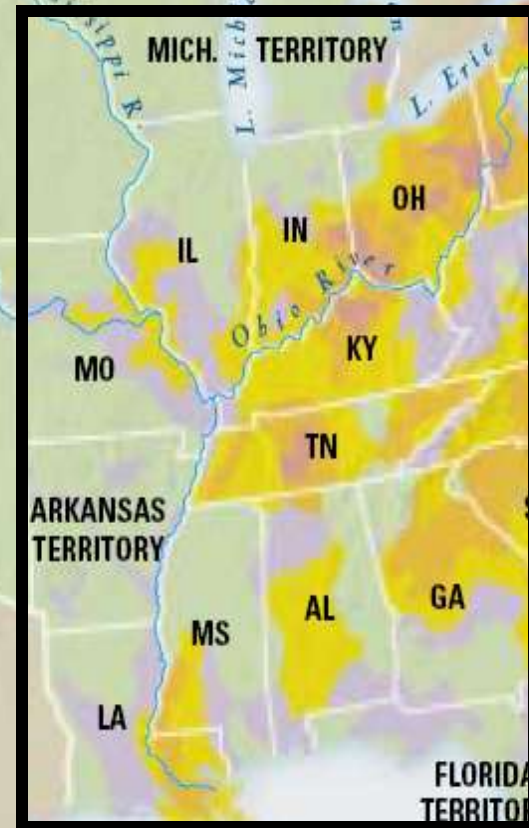 MICH. TERRITORY
L. Mich
L. Erie
ssippi R.
OH
IN
IL
Ohio River
KY
MO
TN
ARKANSAS
TERRITORY
GA
AL
MS
LA
FLORIDA
TERRITOR